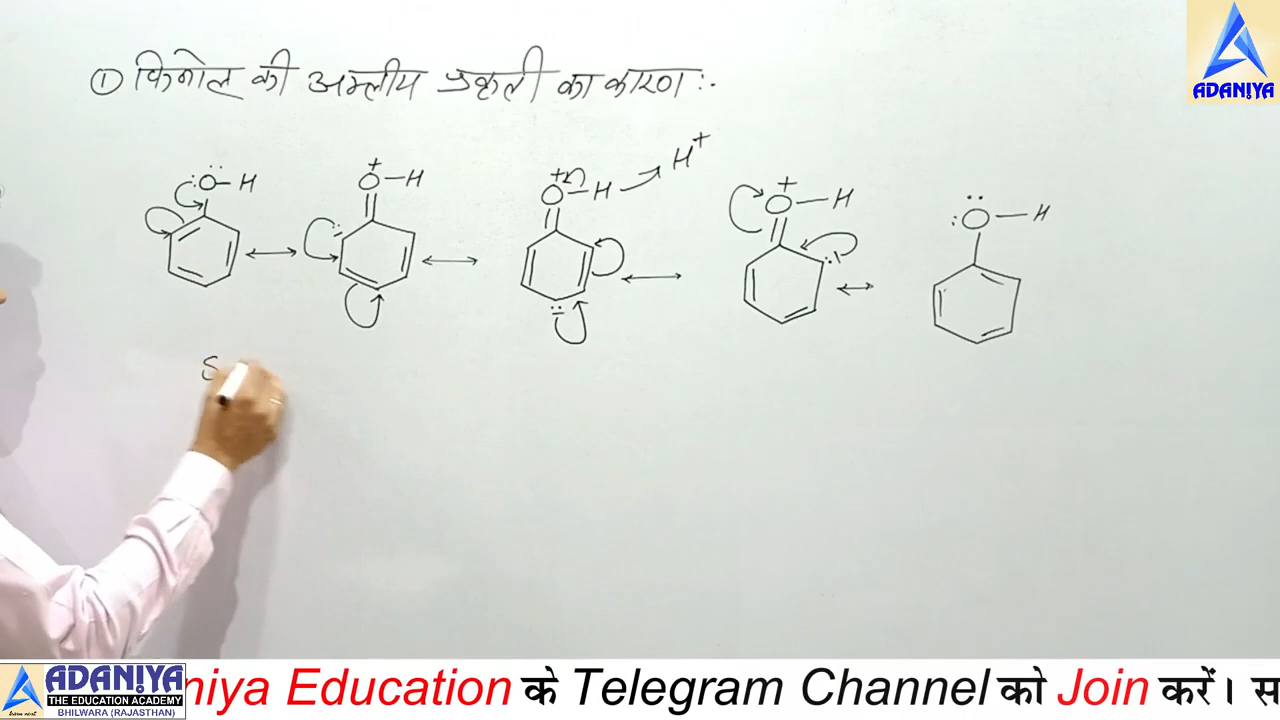 ① फिनोल की अम्लीय प्रकृती का कारण :-
:Ö-H
+
O-H
+
O-H → H+
+
O-H
:Ö-H
S
ADANIYA
ADANIYA
THE EDUCATION ACADEMY
BHILWARA (RAJASTHAN)
niya Education के Telegram Channel को Join करें। स